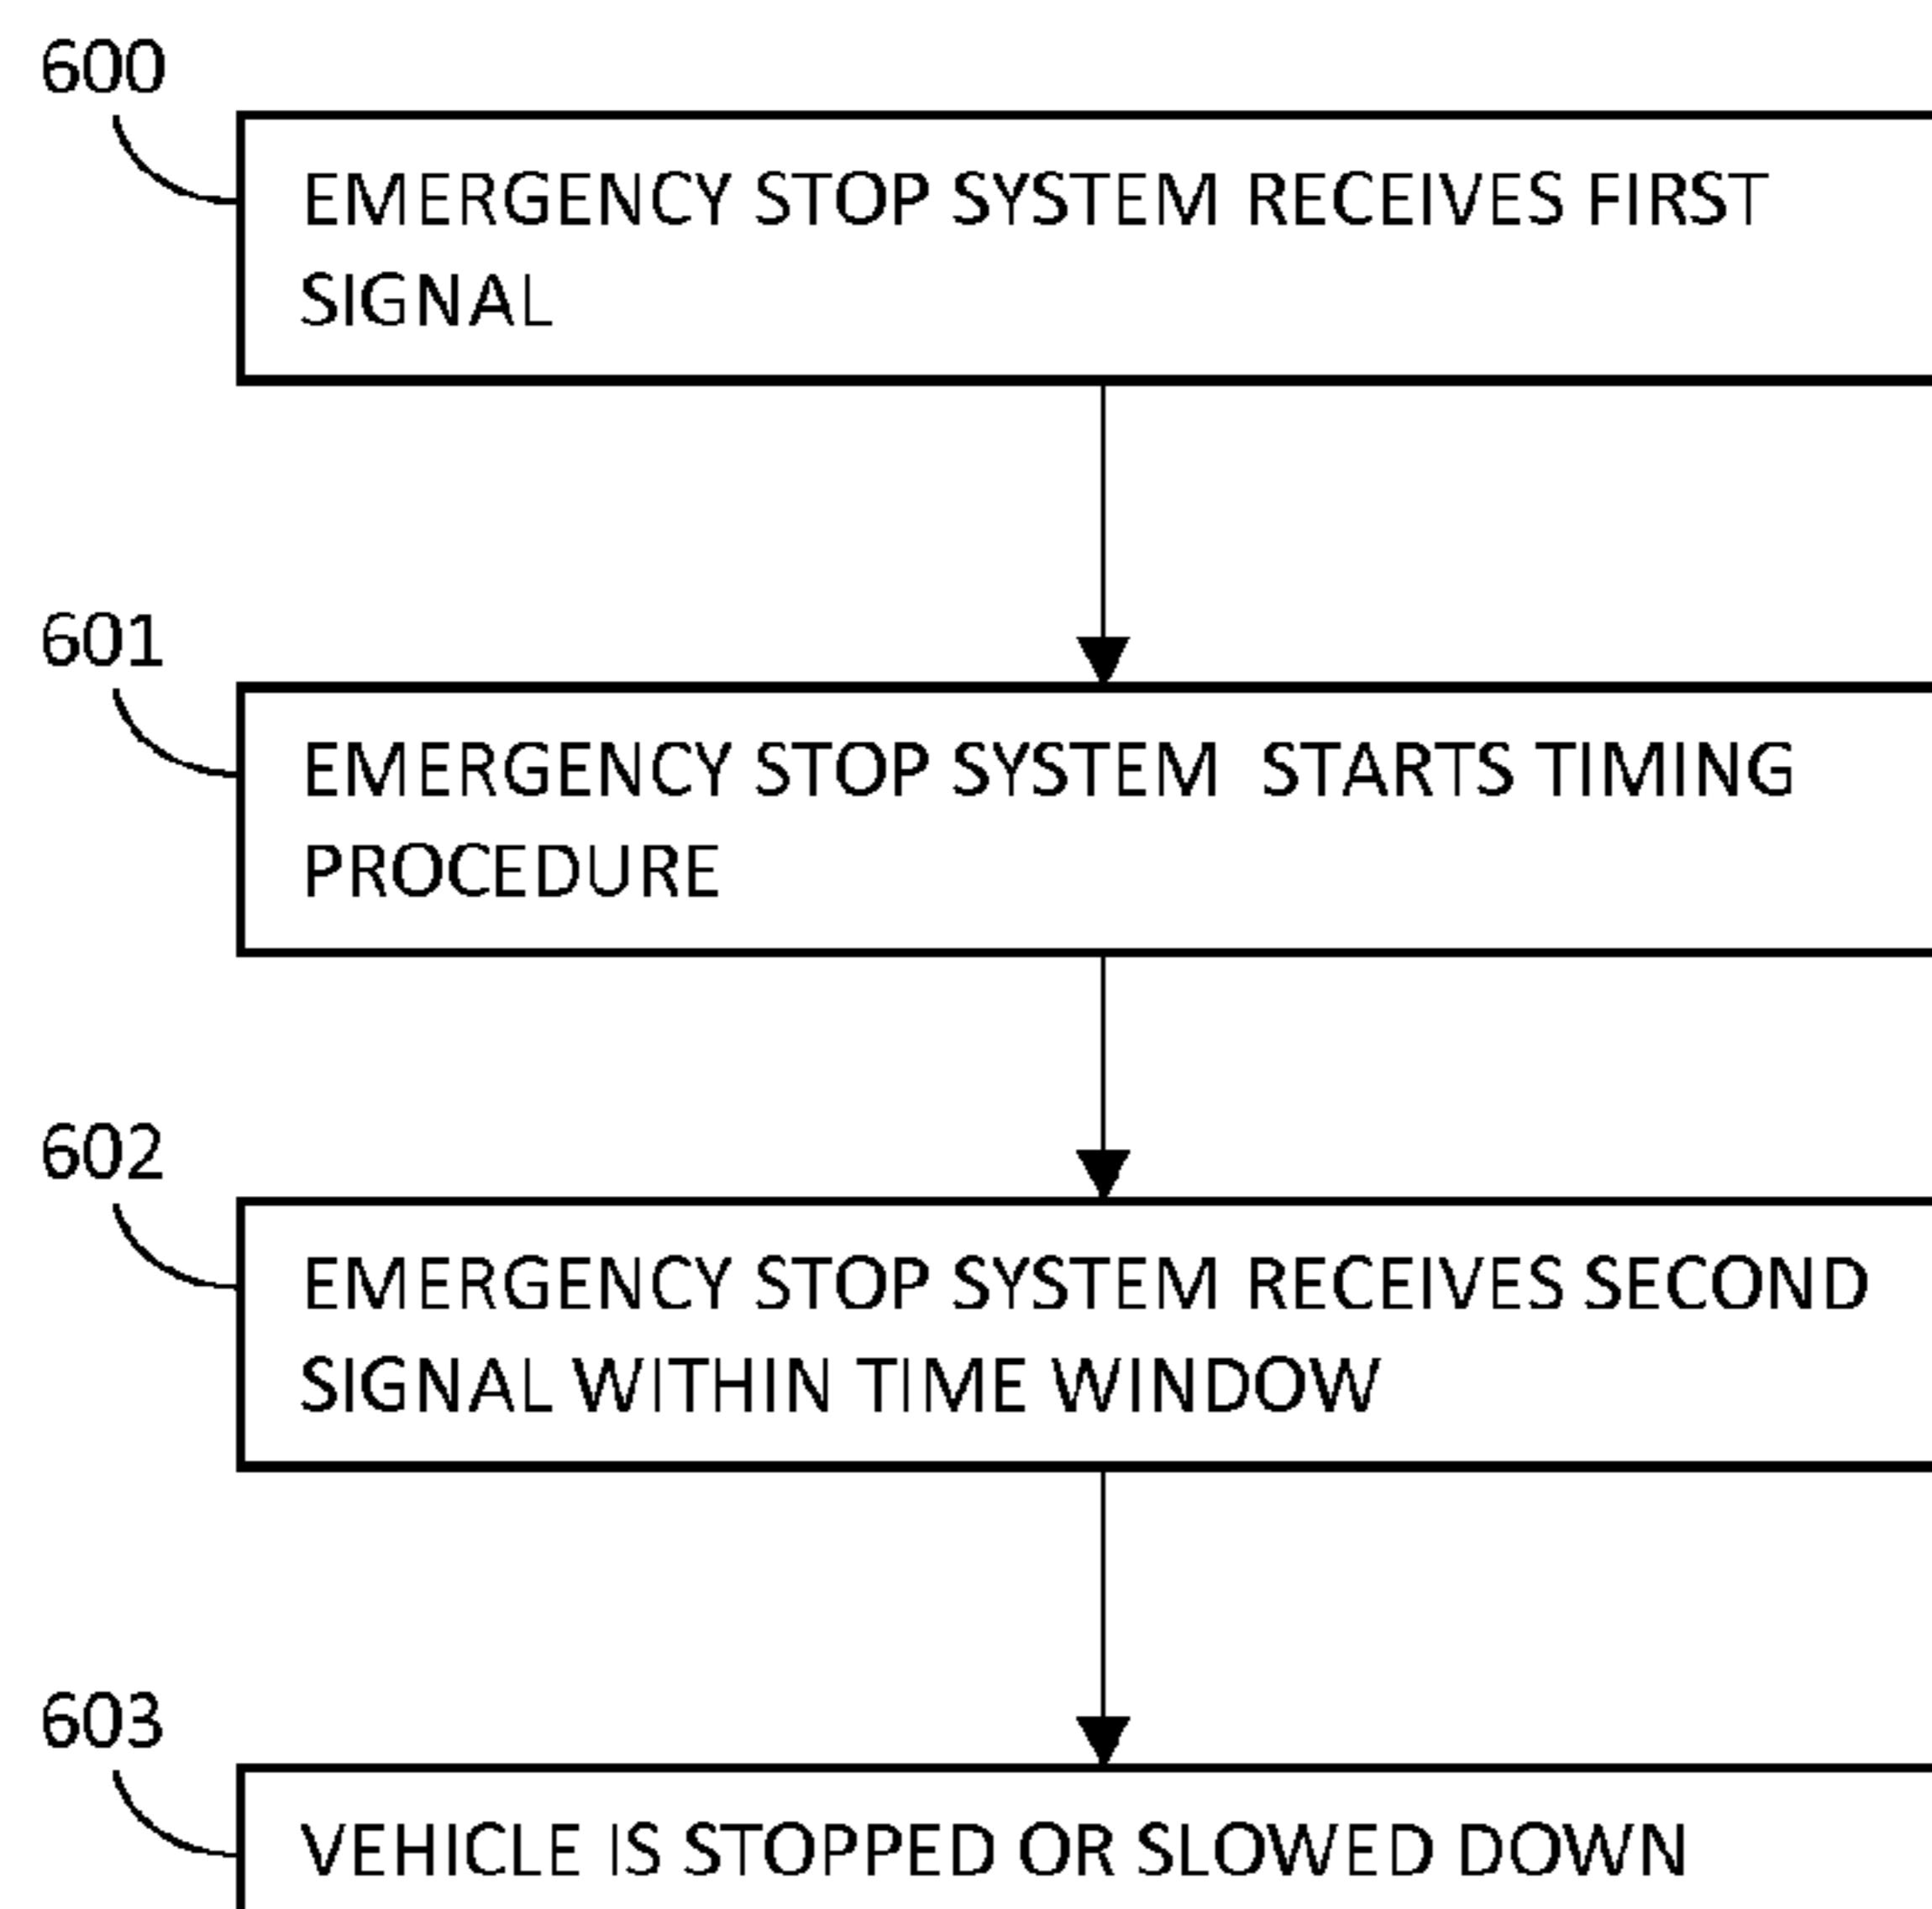 600
EMERGENCY STOP SYSTEM RECEIVES FIRST
SIGNAL
601
EMERGENCY STOP SYSTEM  STARTS TIMING
PROCEDURE
602
EMERGENCY STOP SYSTEM RECEIVES SECOND
SIGNAL WITHIN TIME WINDOW
603
VEHICLE IS STOPPED OR SLOWED DOWN